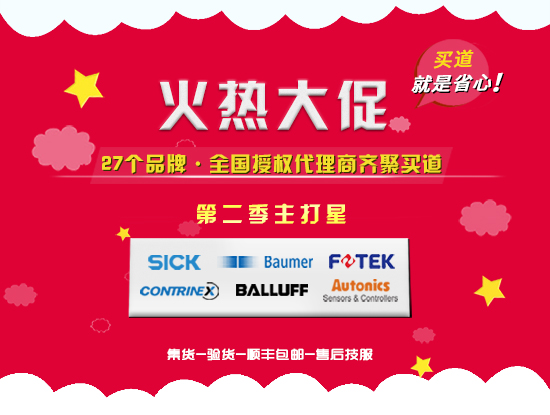 买道
就是省心!
火热大促
27个品牌·全国授权代理商齐聚买道
第二季主打星
SICK Baumer FOTEK
CONTRINEX BALLUFF Autonics
Sensors & Controllers
集货-验货-顺丰包邮-售后技服